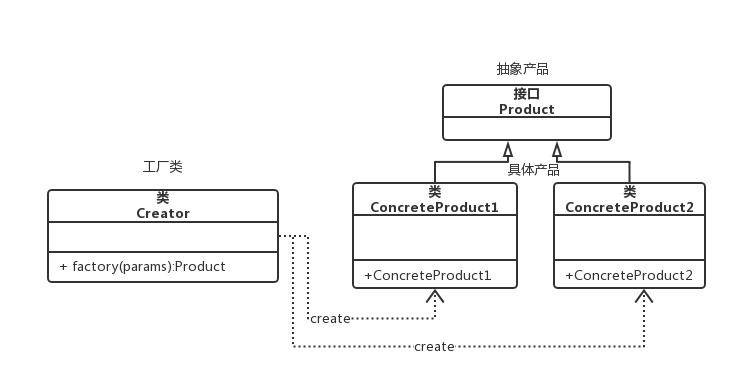 抽象产品
接口
Product
工厂类
具体产品
类
Creator
+ factory(params):Product
类
ConcreteProduct1
+ConcreteProduct1
类
ConcreteProduct2
+ConcreteProduct2
create
create